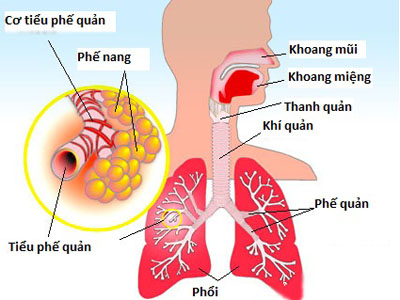 Cơ tiểu phế quản
Phế nang
Khoang mũi
Khoang miệng
Thanh quản
Khí quản
Phế quản
Tiểu phế quản
Phổi